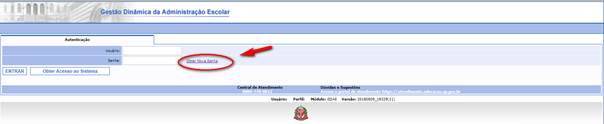 Gestão Dinâmica da Administração Escolar
Autenticação
Usuário:
Senha:
Obter Nova Senha
ENTRAR
Obter Acesso ao Sistema
Central de Atendimento
Dúvidas e Sugestões
Usuário: Perfil: Módulo: GDAE Versão: